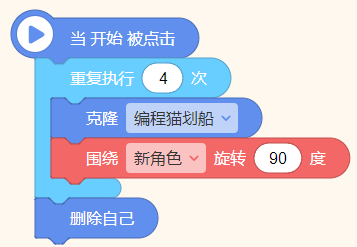 当 开始 被点击
重复执行 4 次
克隆 编程猫划船
围绕 新角色 旋转 90 度
删除自己